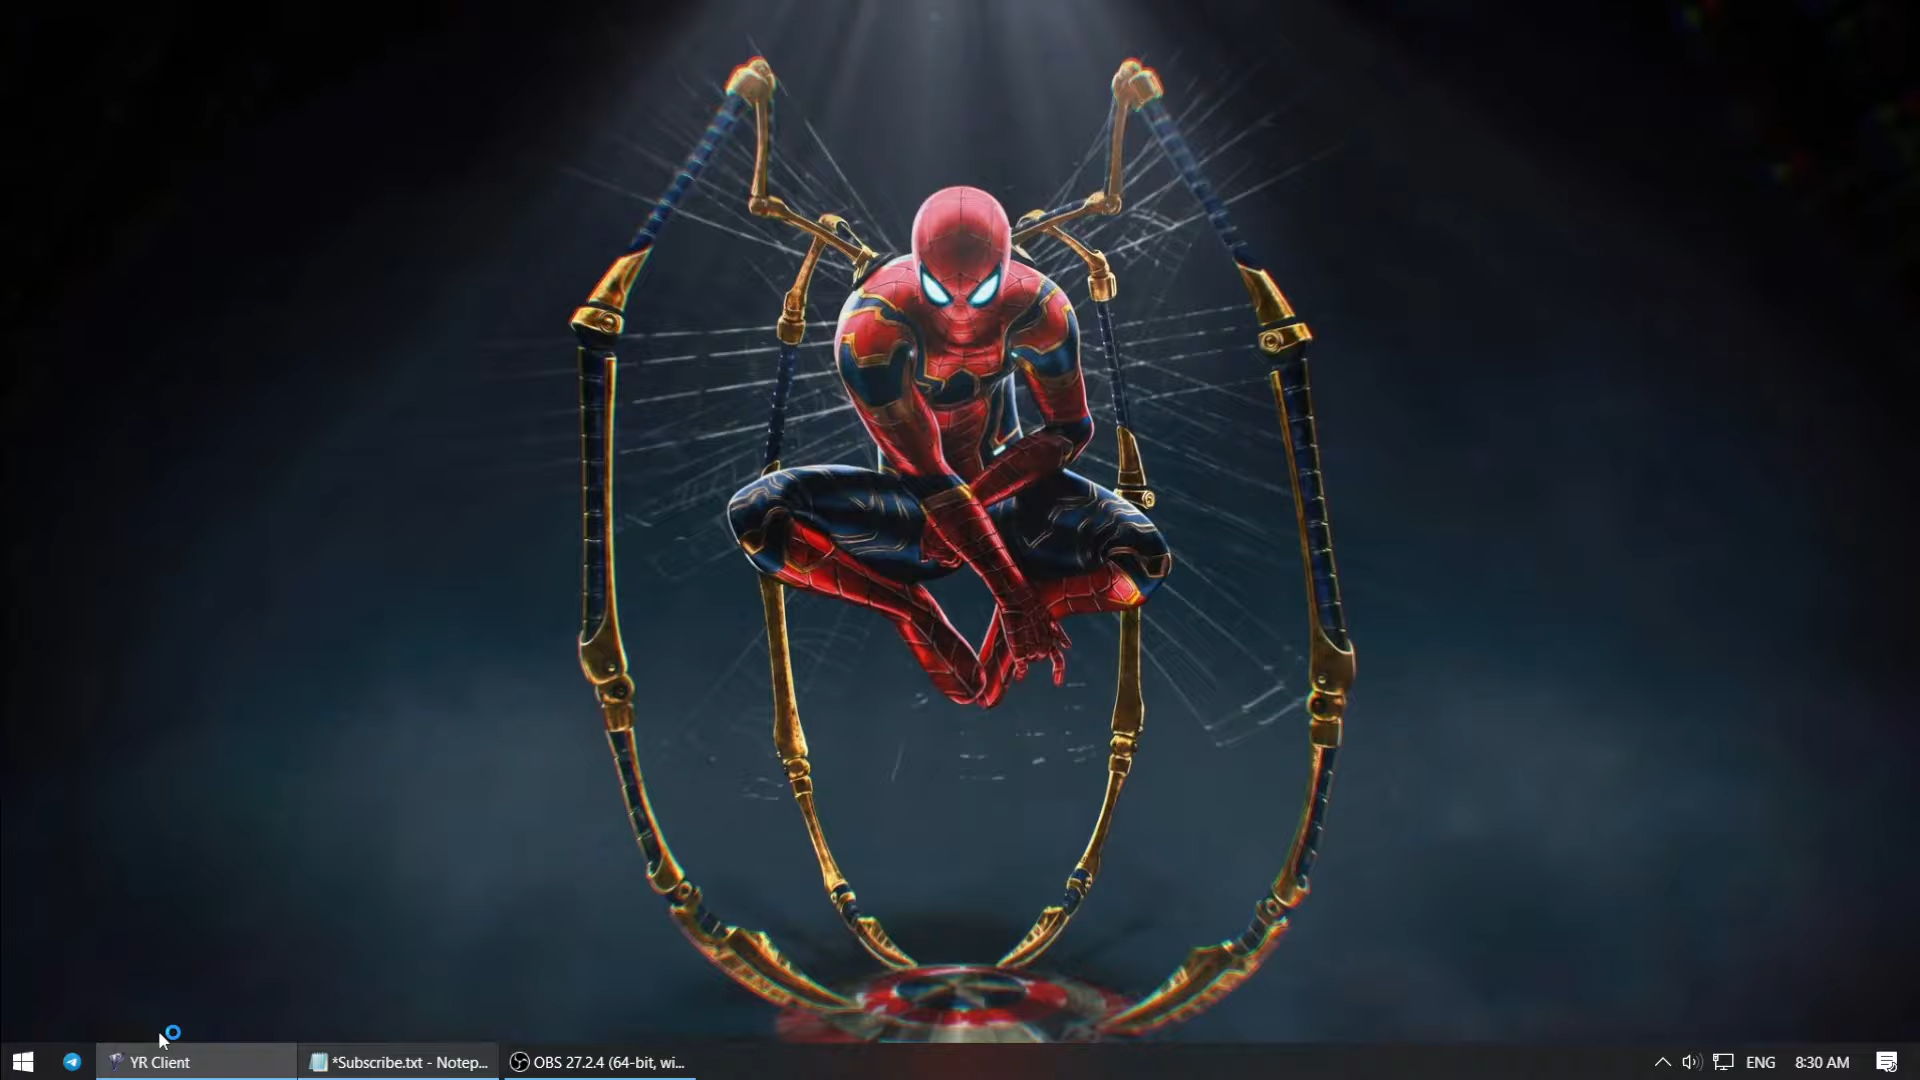 YR Client
*Subscribe.txt - Notep...
OBS 27.2.4 (64-bit, wi...
ENG
8:30 AM